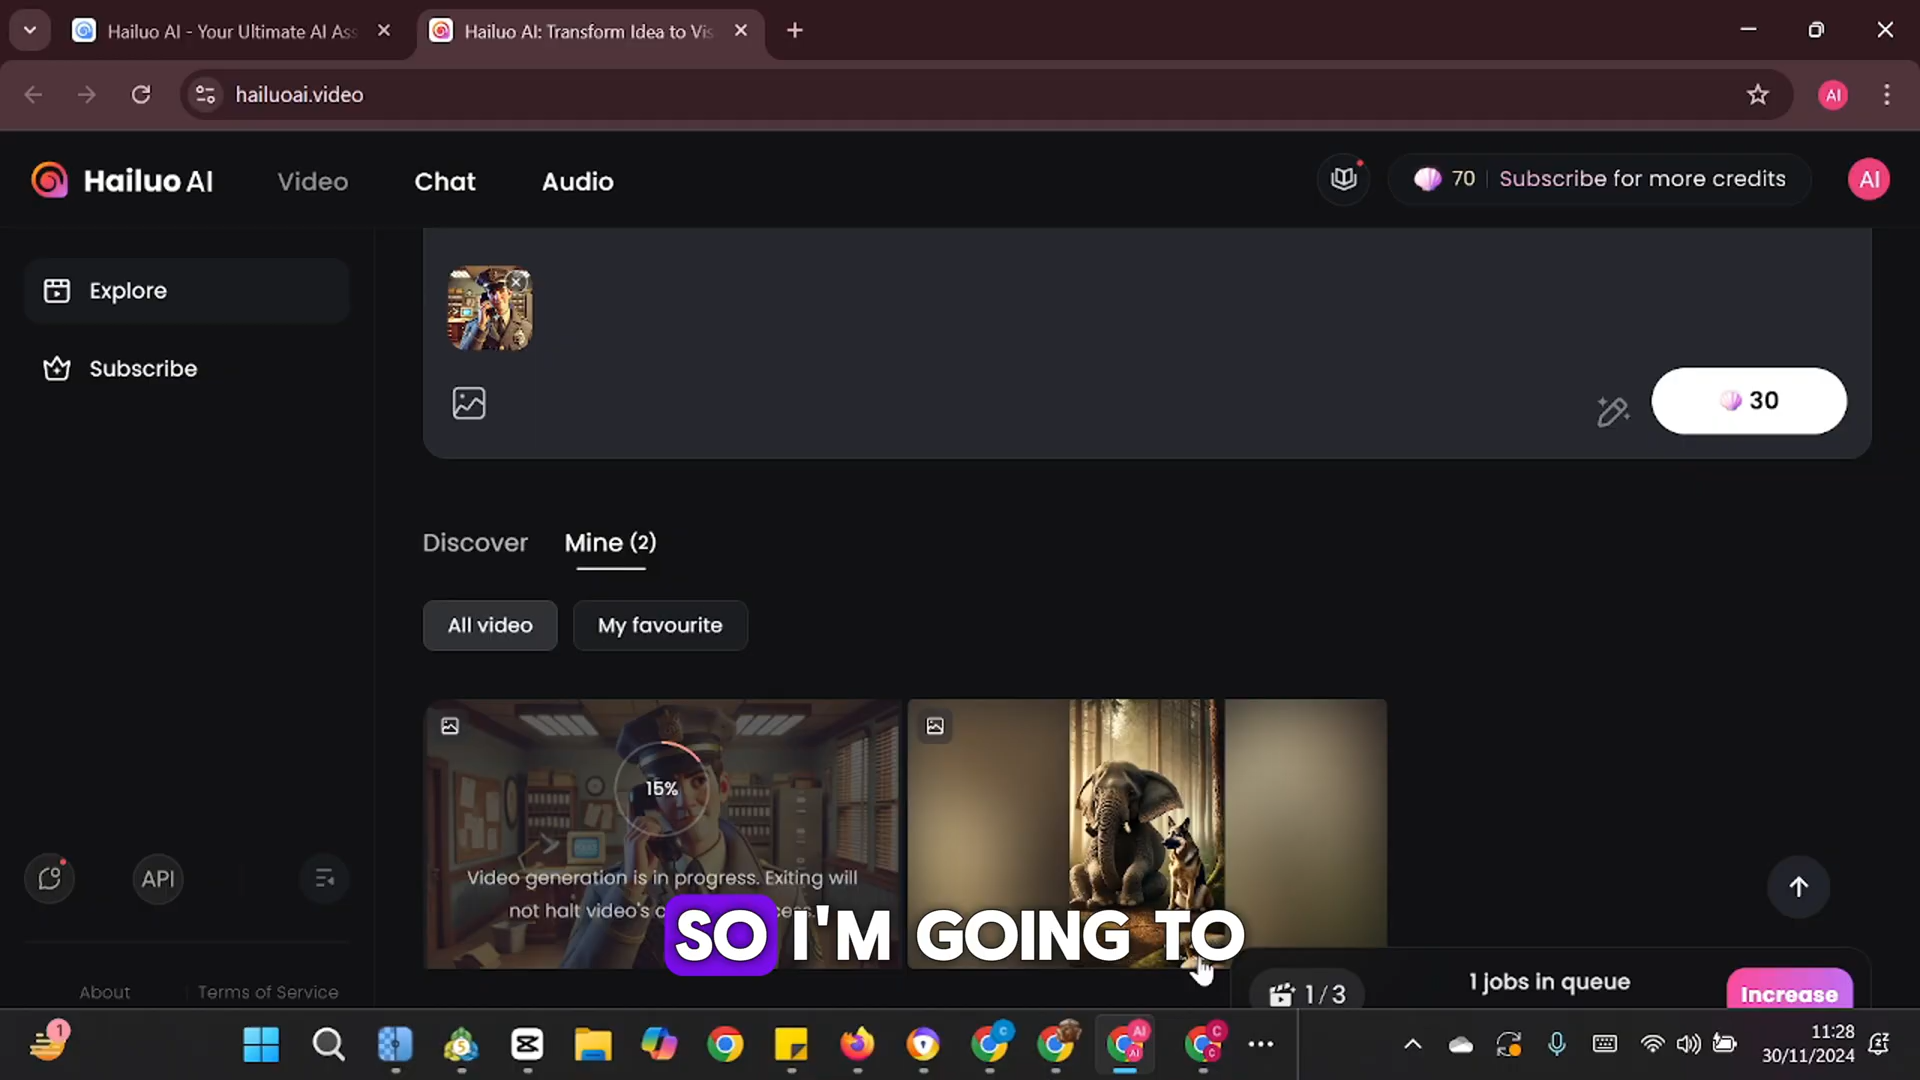 Hailuo AI - Your Ultimate AI Ass
Hailuo AI: Transform Idea to Vis
hailuoai.video
AI
Hailuo AI
Video
Chat
Audio
70
Subscribe for more credits
AI
Explore
Subscribe
30
Discover
Mine (2)
All video
My favourite
15%
Video generation is in progress. Exiting will
not halt video's
SO I'M GOING TO
API
1 / 3
1 jobs in queue
Increase
About
Terms of Service
1
11:28
30/11/2024